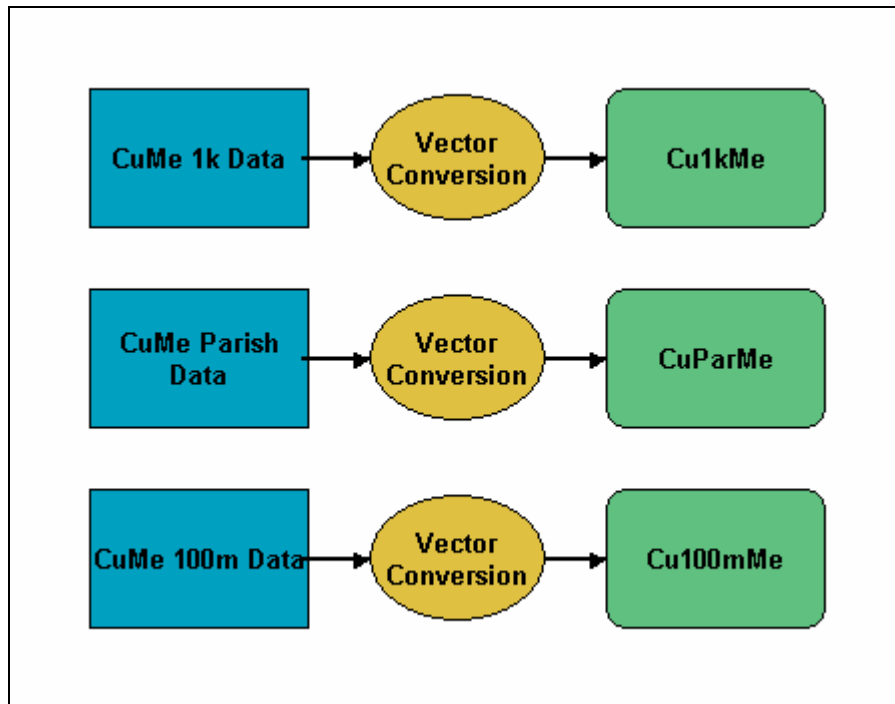 CuMe 1k Data
Vector
Conversion
Cu1kMe
CuMe Parish
Data
Vector
Conversion
CuParMe
CuMe 100m Data
Vector
Conversion
Cu100mMe